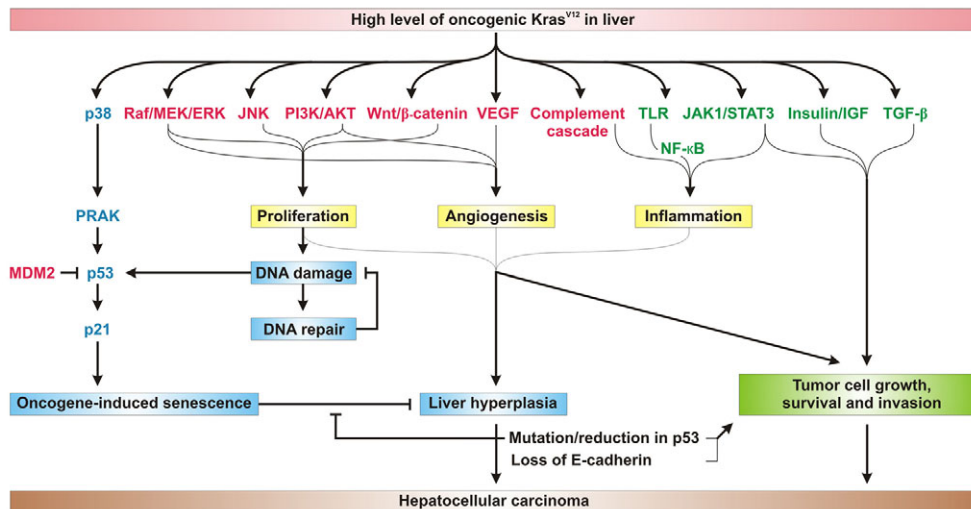 High level of oncogenic Kras^V12 in liver
p38 Raf/MEK/ERK JNK PI3K/AKT Wnt/β-catenin VEGF Complement cascade TLR JAK1/STAT3 Insulin/IGF TGF-β
NF-κB
PRAK Proliferation Angiogenesis Inflammation
MDM2 p53 DNA damage
p21 DNA repair
Oncogene-induced senescence Liver hyperplasia Tumor cell growth,
survival and invasion
Mutation/reduction in p53
Loss of E-cadherin
Hepatocellular carcinoma